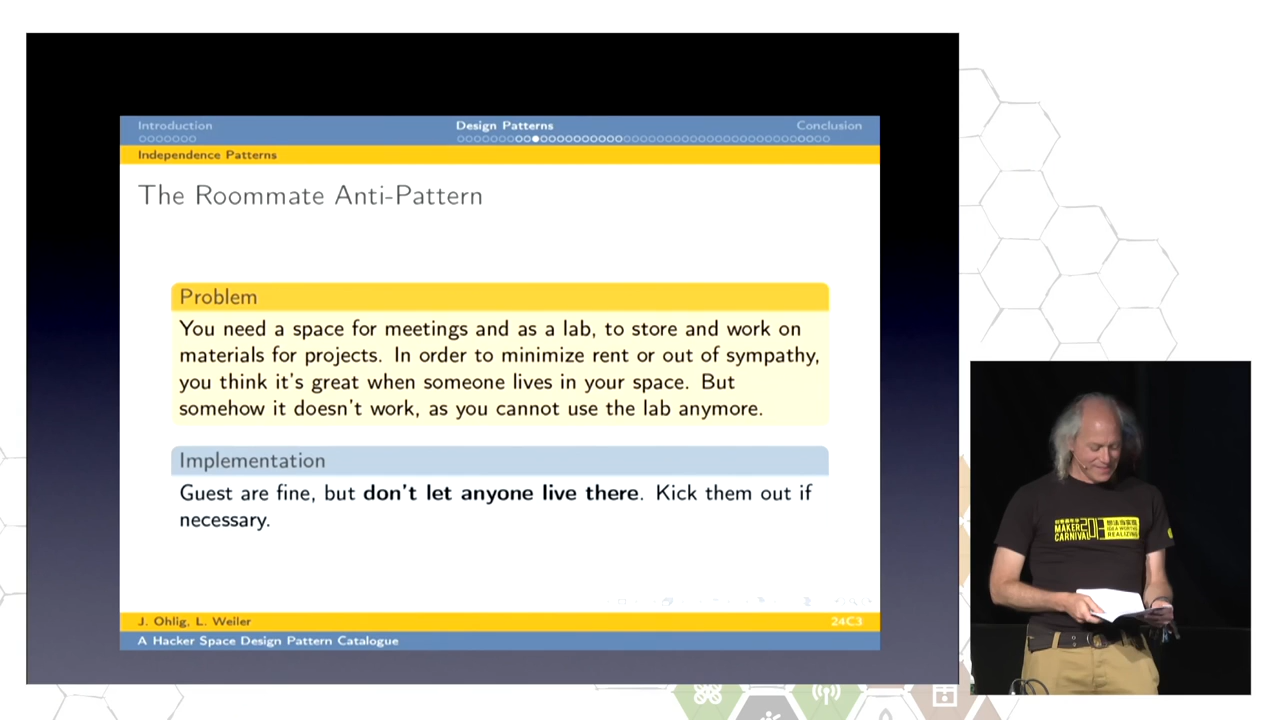 Introduction
Design Patterns
Conclusion
Independence Patterns
The Roommate Anti-Pattern
Problem
You need a space for meetings and as a lab, to store and work on
materials for projects. In order to minimize rent or out of sympathy,
you think it's great when someone lives in your space. But
somehow it doesn't work, as you cannot use the lab anymore.
Implementation
Guest are fine, but don't let anyone live there. Kick them out if
necessary.
J. Ohlig, L. Weiler
24C3
A Hacker Space Design Pattern Catalogue
MAKER
CARNIVAL
2013
IDEA WORTH
REALIZING